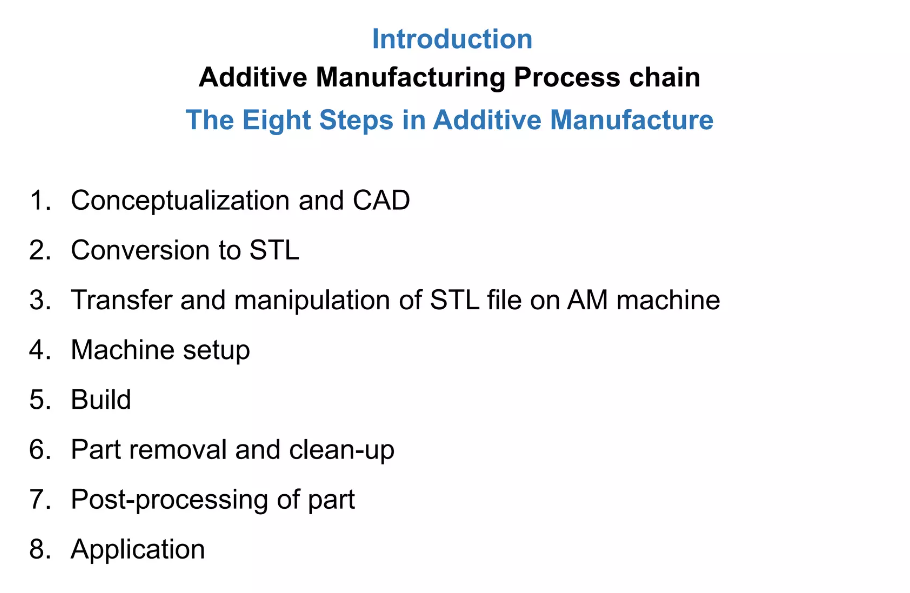 Introduction
Additive Manufacturing Process chain
The Eight Steps in Additive Manufacture
1. Conceptualization and CAD
2. Conversion to STL
3. Transfer and manipulation of STL file on AM machine
4. Machine setup
5. Build
6. Part removal and clean-up
7. Post-processing of part
8. Application